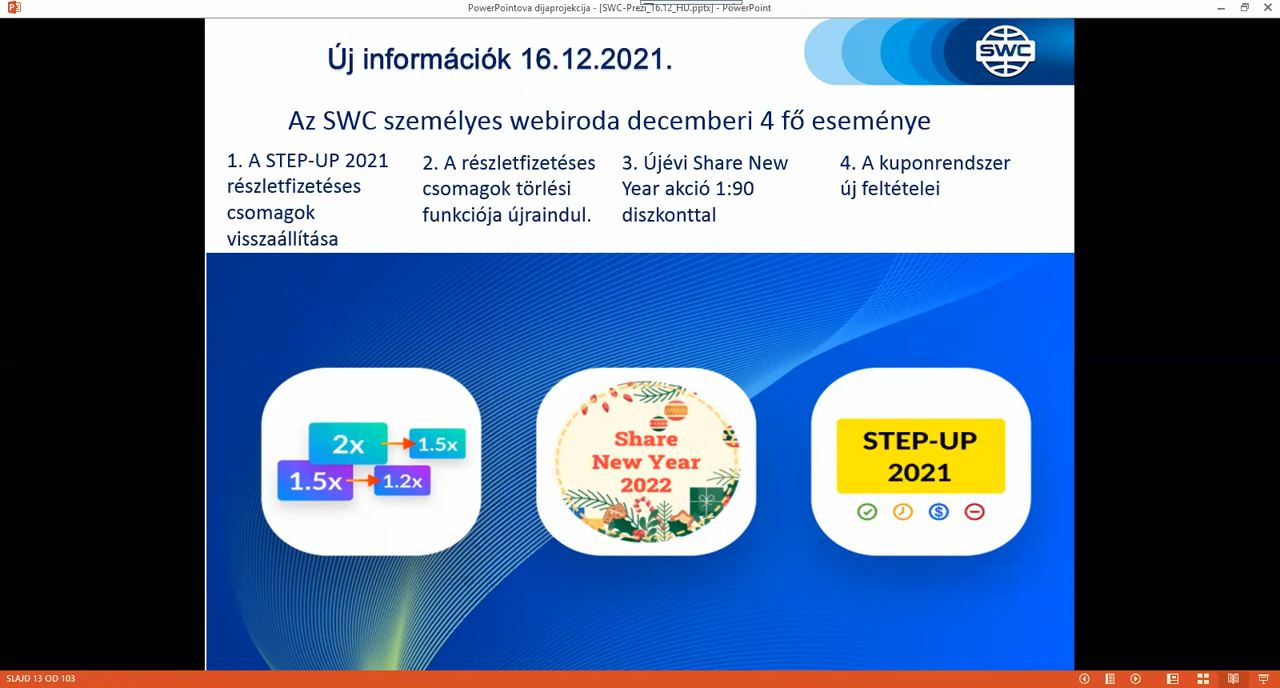 PowerPointova dijaprojekcija - [SWC-Prezi_16.12_HU.pptx] - PowerPoint
Új információk 16.12.2021.
SWC
Az SWC személyes webiroda decemberi 4 fő eseménye
1. A STEP-UP 2021
részletfizetéses
csomagok
visszaállítása
2. A részletfizetéses
csomagok törlési
funkciója újraindul.
3. Újévi Share New
Year akció 1:90
diszkonttal
4. A kuponrendszer
új feltételei
2x
1.5x
1.5x
1.2x
Share
New Year
2022
STEP-UP
2021
SLAJD 13 OD 103